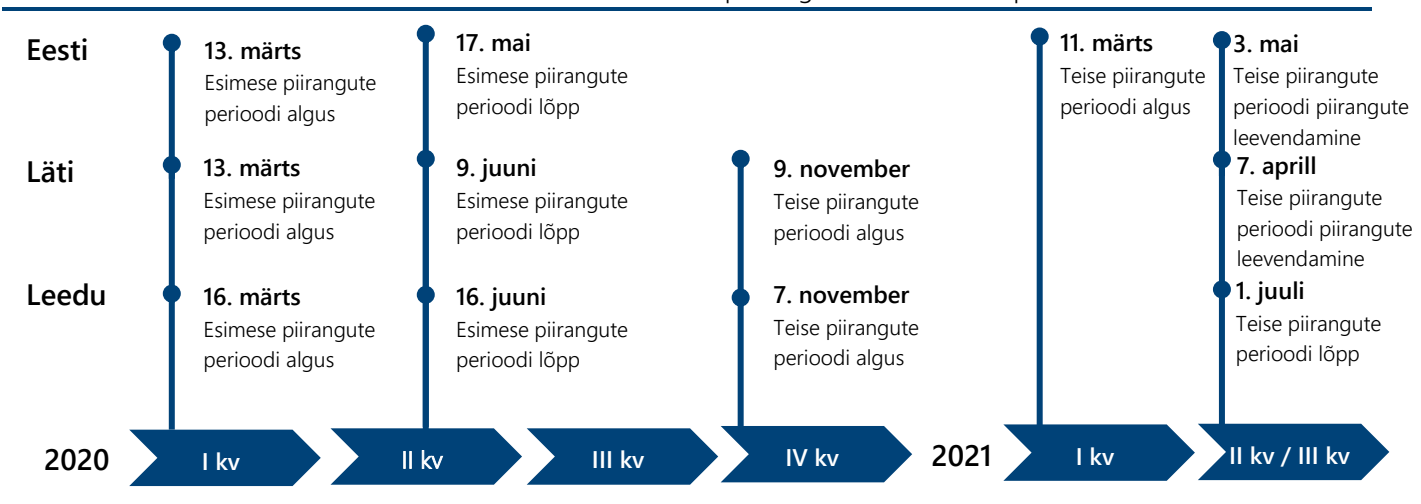 Eesti
13. märts
Esimese piirangute
perioodi algus
17. mai
Esimese piirangute
perioodi lõpp
11. märts
Teise piirangute
perioodi algus
3. mai
Teise piirangute
perioodi piirangute
leevendamine
Läti
13. märts
Esimese piirangute
perioodi algus
9. juuni
Esimese piirangute
perioodi lõpp
9. november
Teise piirangute
perioodi algus
7. aprill
Teise piirangute
perioodi piirangute
leevendamine
Leedu
16. märts
Esimese piirangute
perioodi algus
16. juuni
Esimese piirangute
perioodi lõpp
7. november
Teise piirangute
perioodi algus
1. juuli
Teise piirangute
perioodi lõpp
2020
I kv
II kv
III kv
IV kv
2021
I kv
II kv / III kv